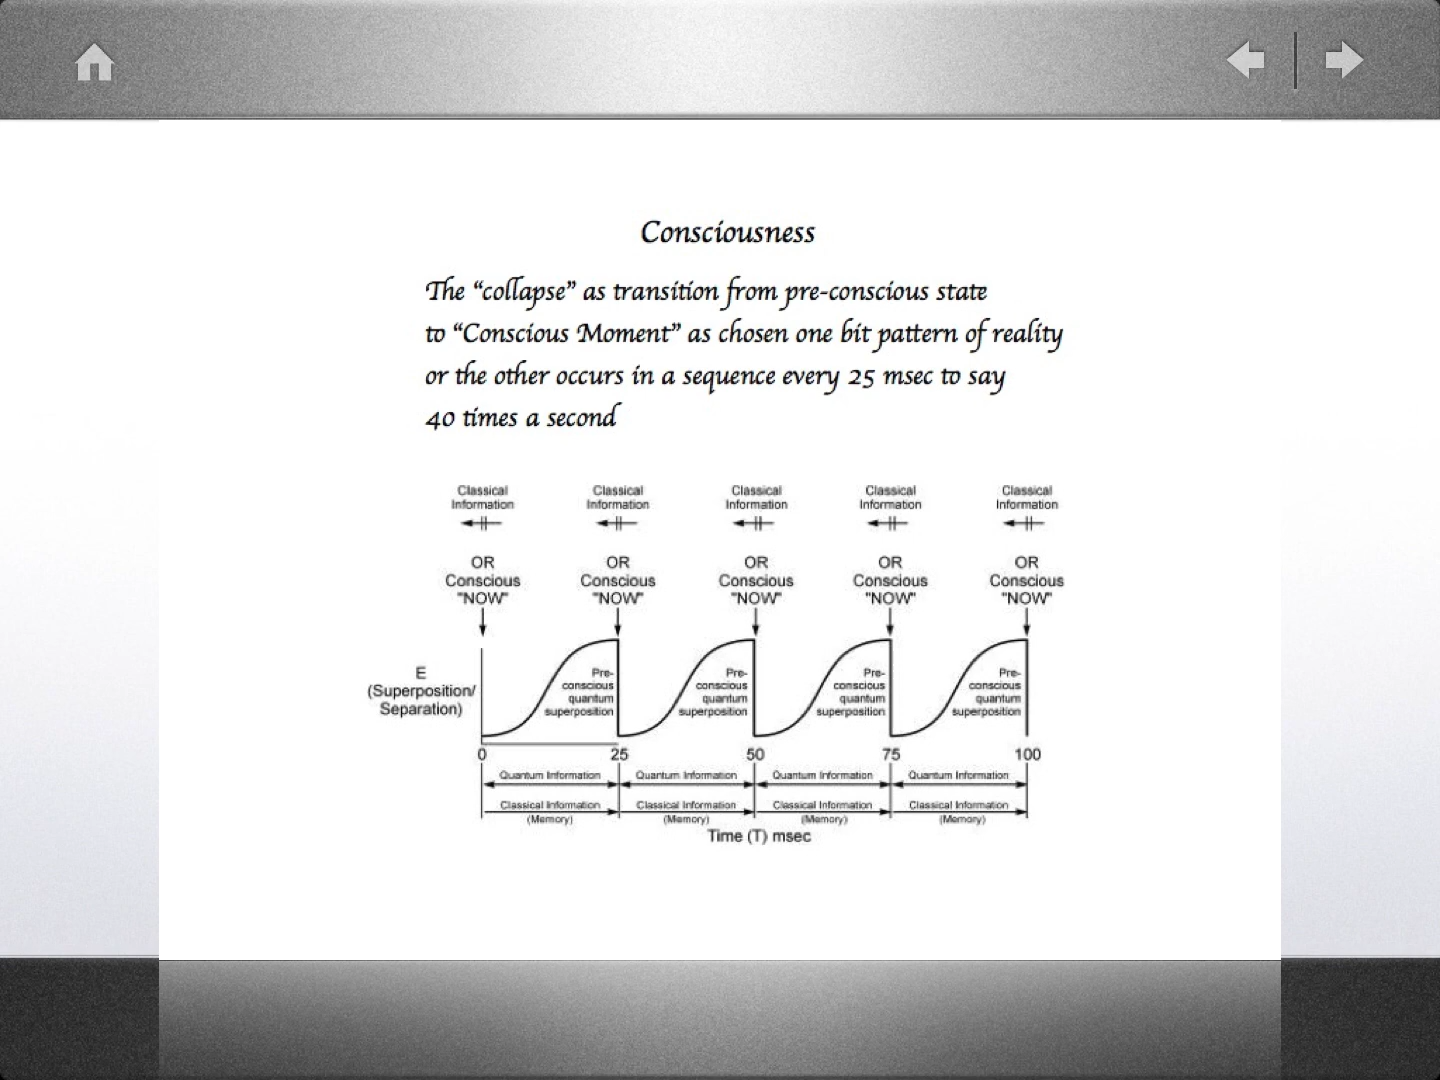 Consciousness
The “collapse” as transition from pre-conscious state
to “Conscious Moment” as chosen one bit pattern of reality
or the other occurs in a sequence every 25 msec to say
40 times a second
Classical Classical Classical Classical Classical
Information Information Information Information Information
OR OR OR OR OR
Conscious Conscious Conscious Conscious Conscious
"NOW" "NOW" "NOW" "NOW" "NOW"
E
(Superposition/
Separation)
Pre- Pre- Pre- Pre-
conscious conscious conscious conscious
quantum quantum quantum quantum
superposition superposition superposition superposition
0 25 50 75 100
Quantum Information Quantum Information Quantum Information Quantum Information
Classical Information Classical Information Classical Information Classical Information
(Memory) (Memory) (Memory) (Memory)
Time (T) msec